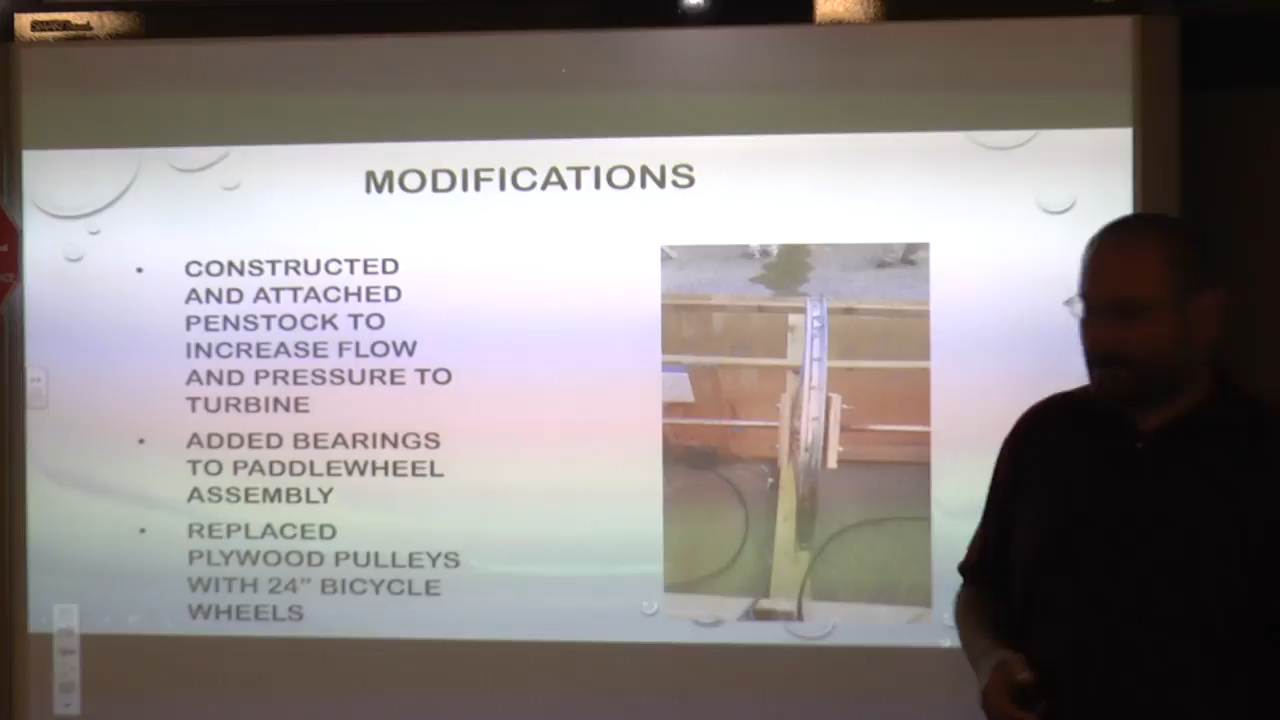 SMART
MODIFICATIONS
• CONSTRUCTED
AND ATTACHED
PENSTOCK TO
INCREASE FLOW
AND PRESSURE TO
TURBINE
• ADDED BEARINGS
TO PADDLEWHEEL
ASSEMBLY
• REPLACED
PLYWOOD PULLEYS
WITH 24” BICYCLE
WHEELS